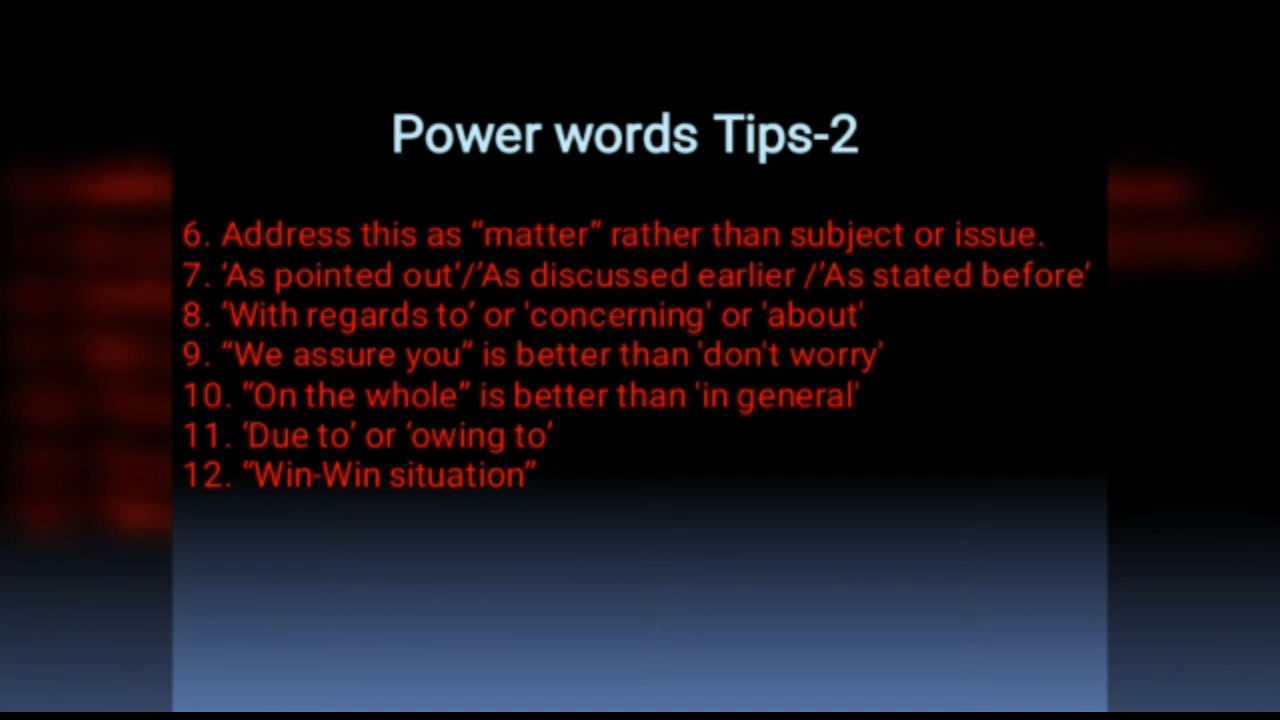 Power words Tips-2
6. Address this as “matter” rather than subject or issue.
7. ‘As pointed out’/’As discussed earlier /’As stated before’
8. ‘With regards to’ or 'concerning' or 'about'
9. “We assure you” is better than 'don't worry'
10. “On the whole” is better than 'in general'
11. ‘Due to’ or ‘owing to’
12. “Win-Win situation”